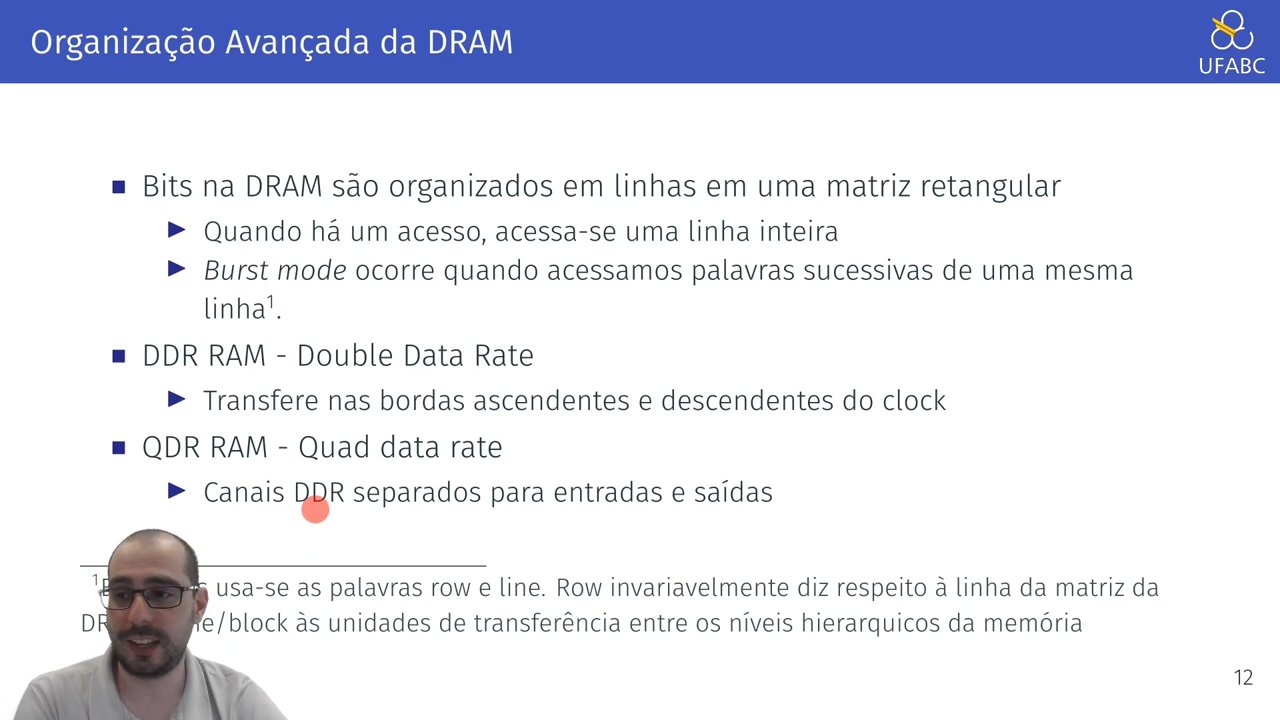 Organização Avançada da DRAM
UFABC
Bits na DRAM são organizados em linhas em uma matriz retangular
Quando há um acesso, acessa-se uma linha inteira
Burst mode ocorre quando acessamos palavras sucessivas de uma mesma
linha¹.
DDR RAM - Double Data Rate
Transfere nas bordas ascendentes e descendentes do clock
QDR RAM - Quad data rate
Canais DDR separados para entradas e saídas
1 usa-se as palavras row e line. Row invariavelmente diz respeito à linha da matriz da
/block às unidades de transferência entre os níveis hierarquicos da memória
12